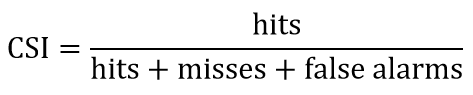 CSI = hits / hits + misses + false alarms